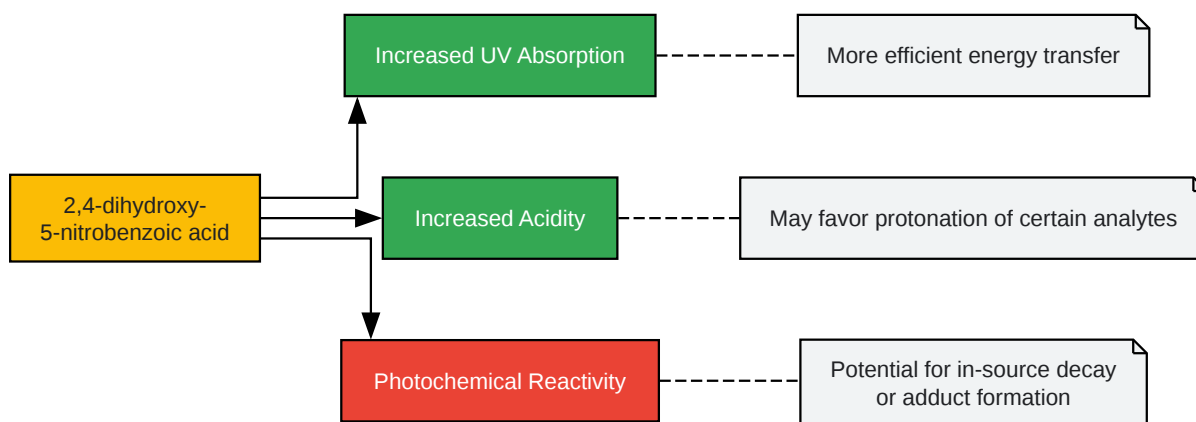 Increased UV Absorption
More efficient energy transfer
2,4-dihydroxy-
5-nitrobenzoic acid
Increased Acidity
May favor protonation of certain analytes
Photochemical Reactivity
Potential for in-source decay
or adduct formation